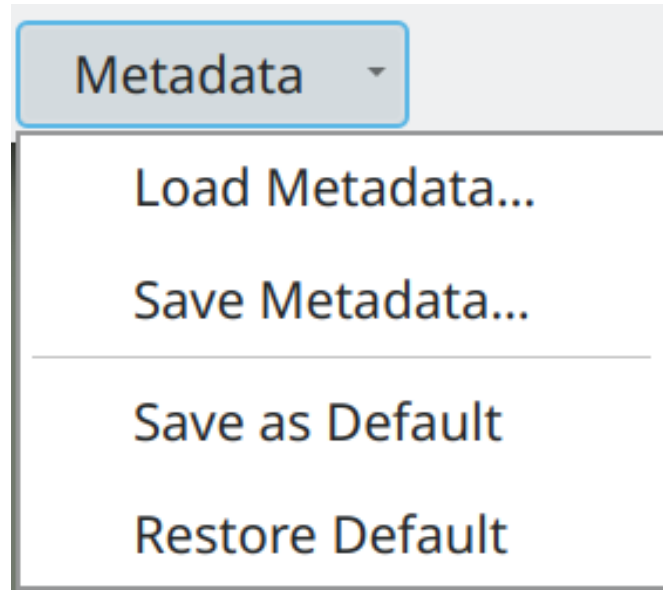 Metadata
Load Metadata...
Save Metadata...
Save as Default
Restore Default